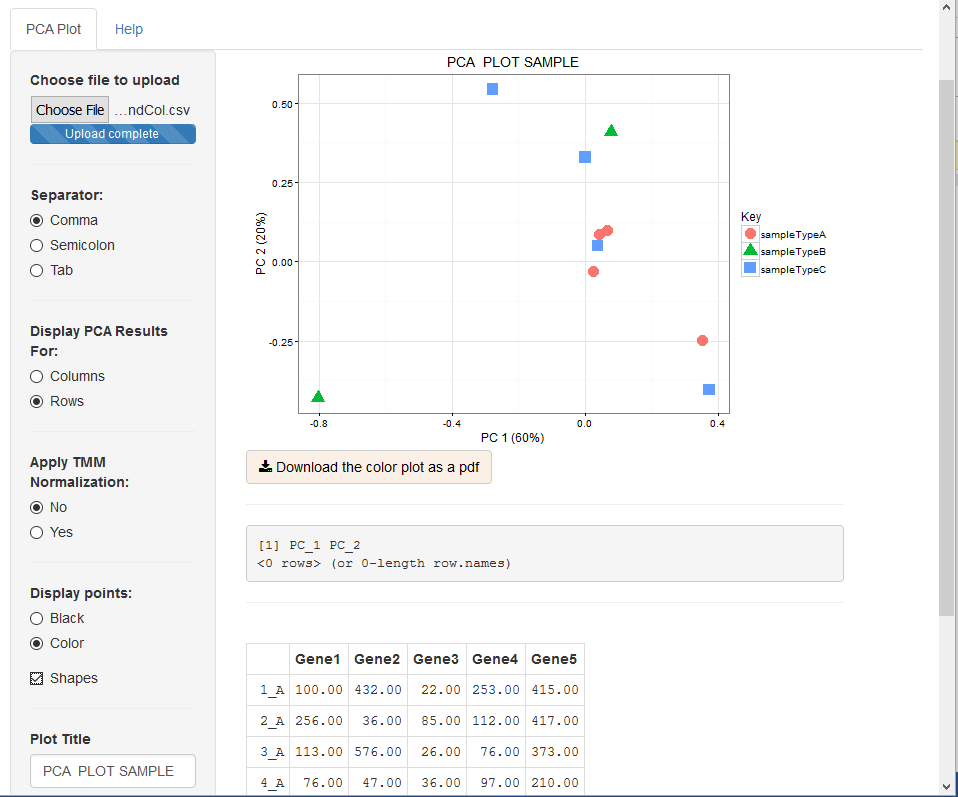 PCA Plot
Help
Choose file to upload
Choose File ...ndCol.csv
Upload complete
Separator:
Comma
Semicolon
Tab
Display PCA Results
For:
Columns
Rows
Apply TMM
Normalization:
No
Yes
Display points:
Black
Color
Shapes
Plot Title
PCA  PLOT SAMPLE
PCA  PLOT SAMPLE
0.50
0.25
0.00
-0.25
PC 2 (20%)
-0.8
-0.4
0.0
0.4
PC 1 (60%)
Key
sampleTypeA
sampleTypeB
sampleTypeC
Download the color plot as a pdf
[1] PC_1 PC_2
<0 rows> (or 0-length row.names)
Gene1 Gene2 Gene3 Gene4 Gene5
1_A 100.00 432.00 22.00 253.00 415.00
2_A 256.00 36.00 85.00 112.00 417.00
3_A 113.00 576.00 26.00 76.00 373.00
4_A 76.00 47.00 36.00 97.00 210.00